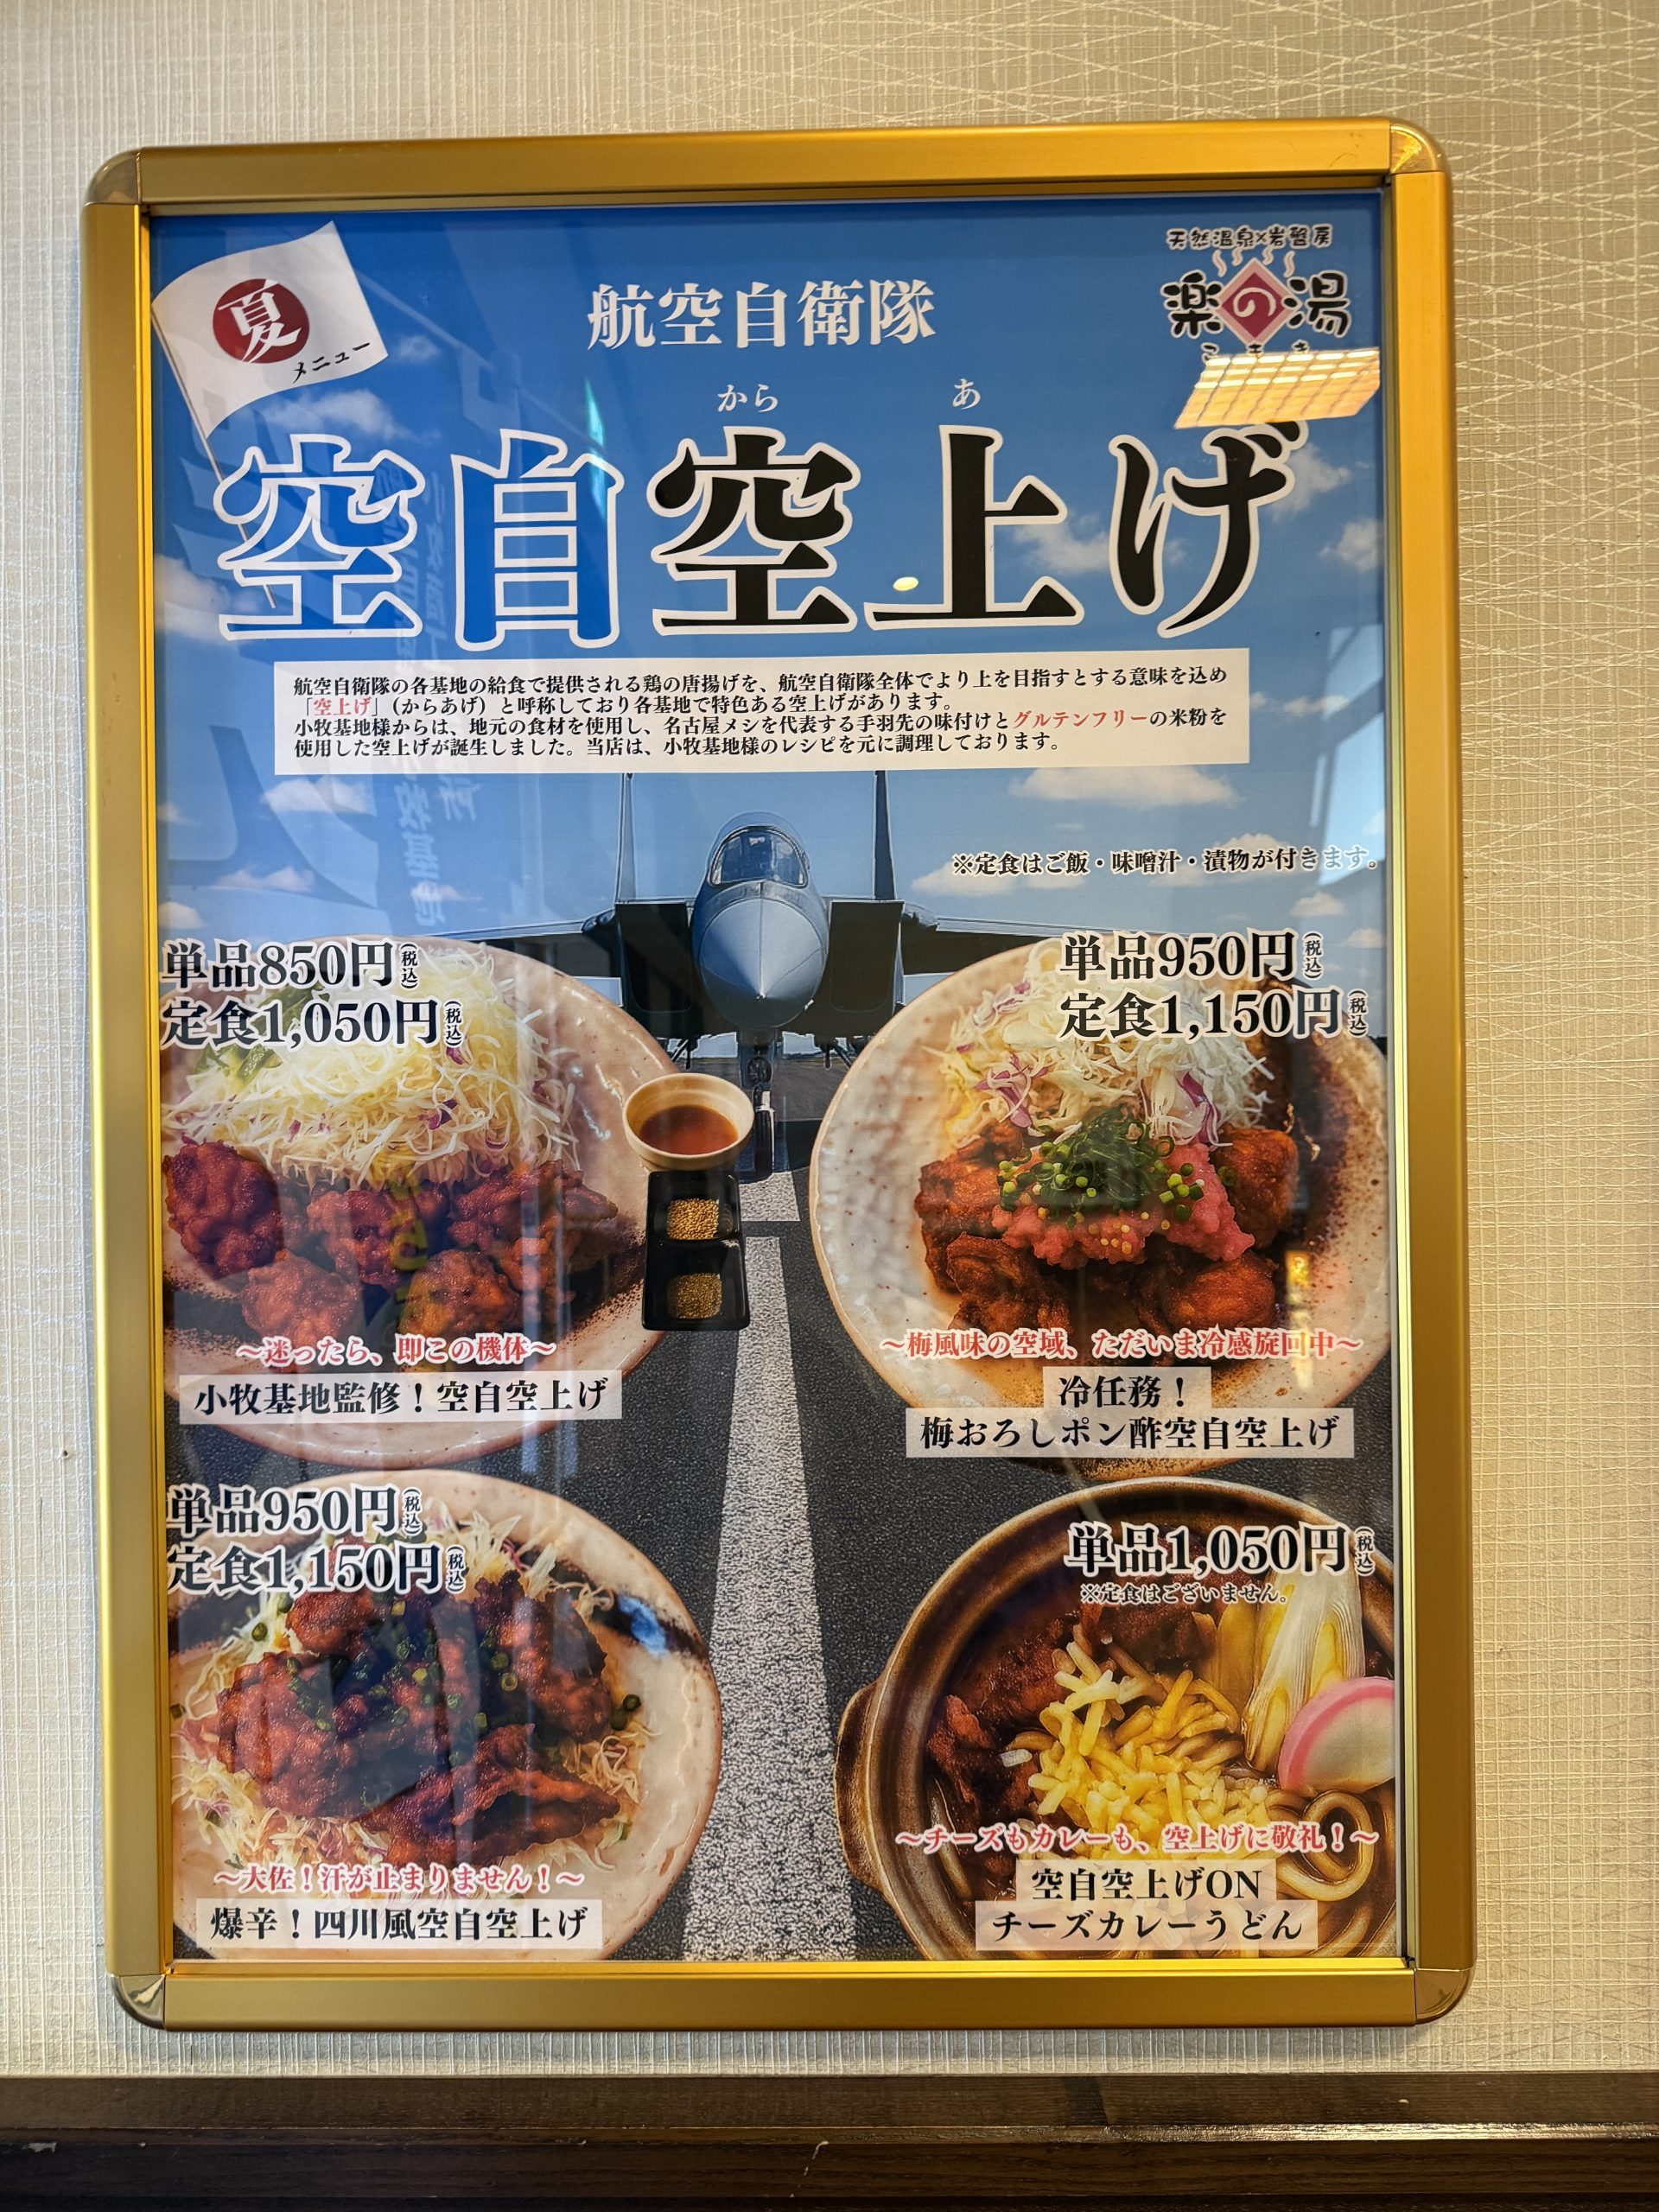 夏
メニュー
天然温泉×岩盤房
楽の湯
こまき
航空自衛隊
から あ
空自空上げ
航空自衛隊の各基地の給食で提供される鶏の唐揚げを、航空自衛隊全体でより上を目指すとする意味を込め
「空上げ」（からあげ）と呼称しており各基地で特色ある空上げがあります。
小牧基地様からは、地元の食材を使用し、名古屋メシを代表する手羽先の味付けとグルテンフリーの米粉を
使用した空上げが誕生しました。当店は、小牧基地様のレシピを元に調理しております。
※定食はご飯・味噌汁・漬物が付きます。
単品850円(税込)
定食1,050円(税込)
～迷ったら、即この機体～
小牧基地監修！空自空上げ
単品950円(税込)
定食1,150円(税込)
～梅風味の空域、ただいま冷感旋回中～
冷任務！
梅おろしポン酢空自空上げ
単品950円(税込)
定食1,150円(税込)
～大佐！汗が止まりません！～
爆辛！四川風空自空上げ
単品1,050円(税込)
※定食はございません。
～チーズもカレーも、空上げに敬礼！～
空自空上げON
チーズカレーうどん